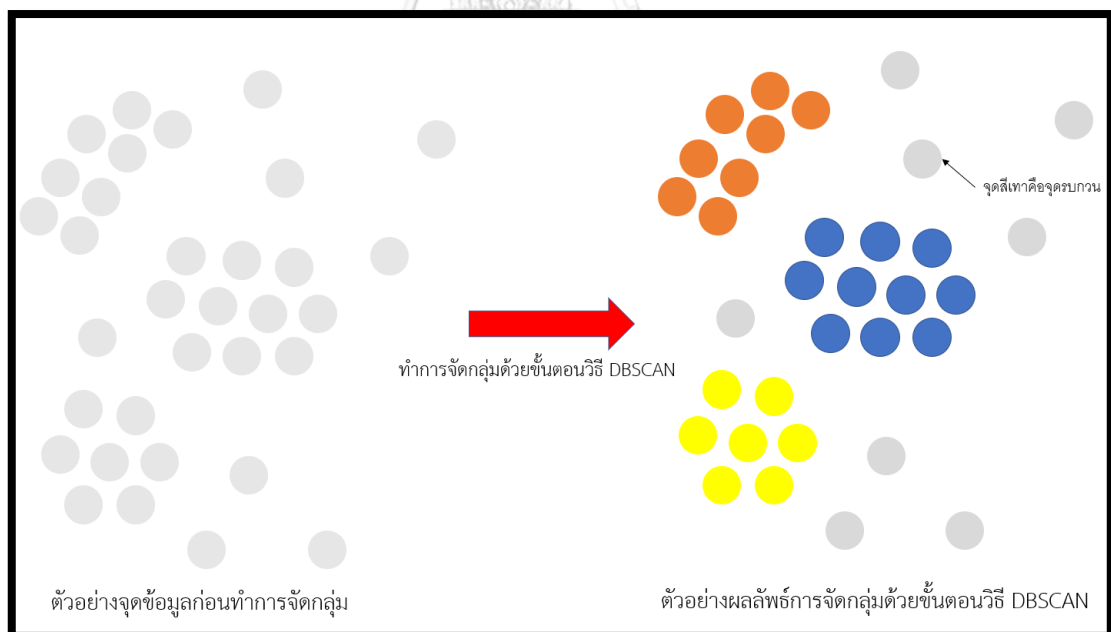 จุดสีเทาคือจุดรบกวน
ทำการจัดกลุ่มด้วยขั้นตอนวิธี DBSCAN
ตัวอย่างจุดข้อมูลก่อนทำการจัดกลุ่ม
ตัวอย่างผลลัพธ์การจัดกลุ่มด้วยขั้นตอนวิธี DBSCAN